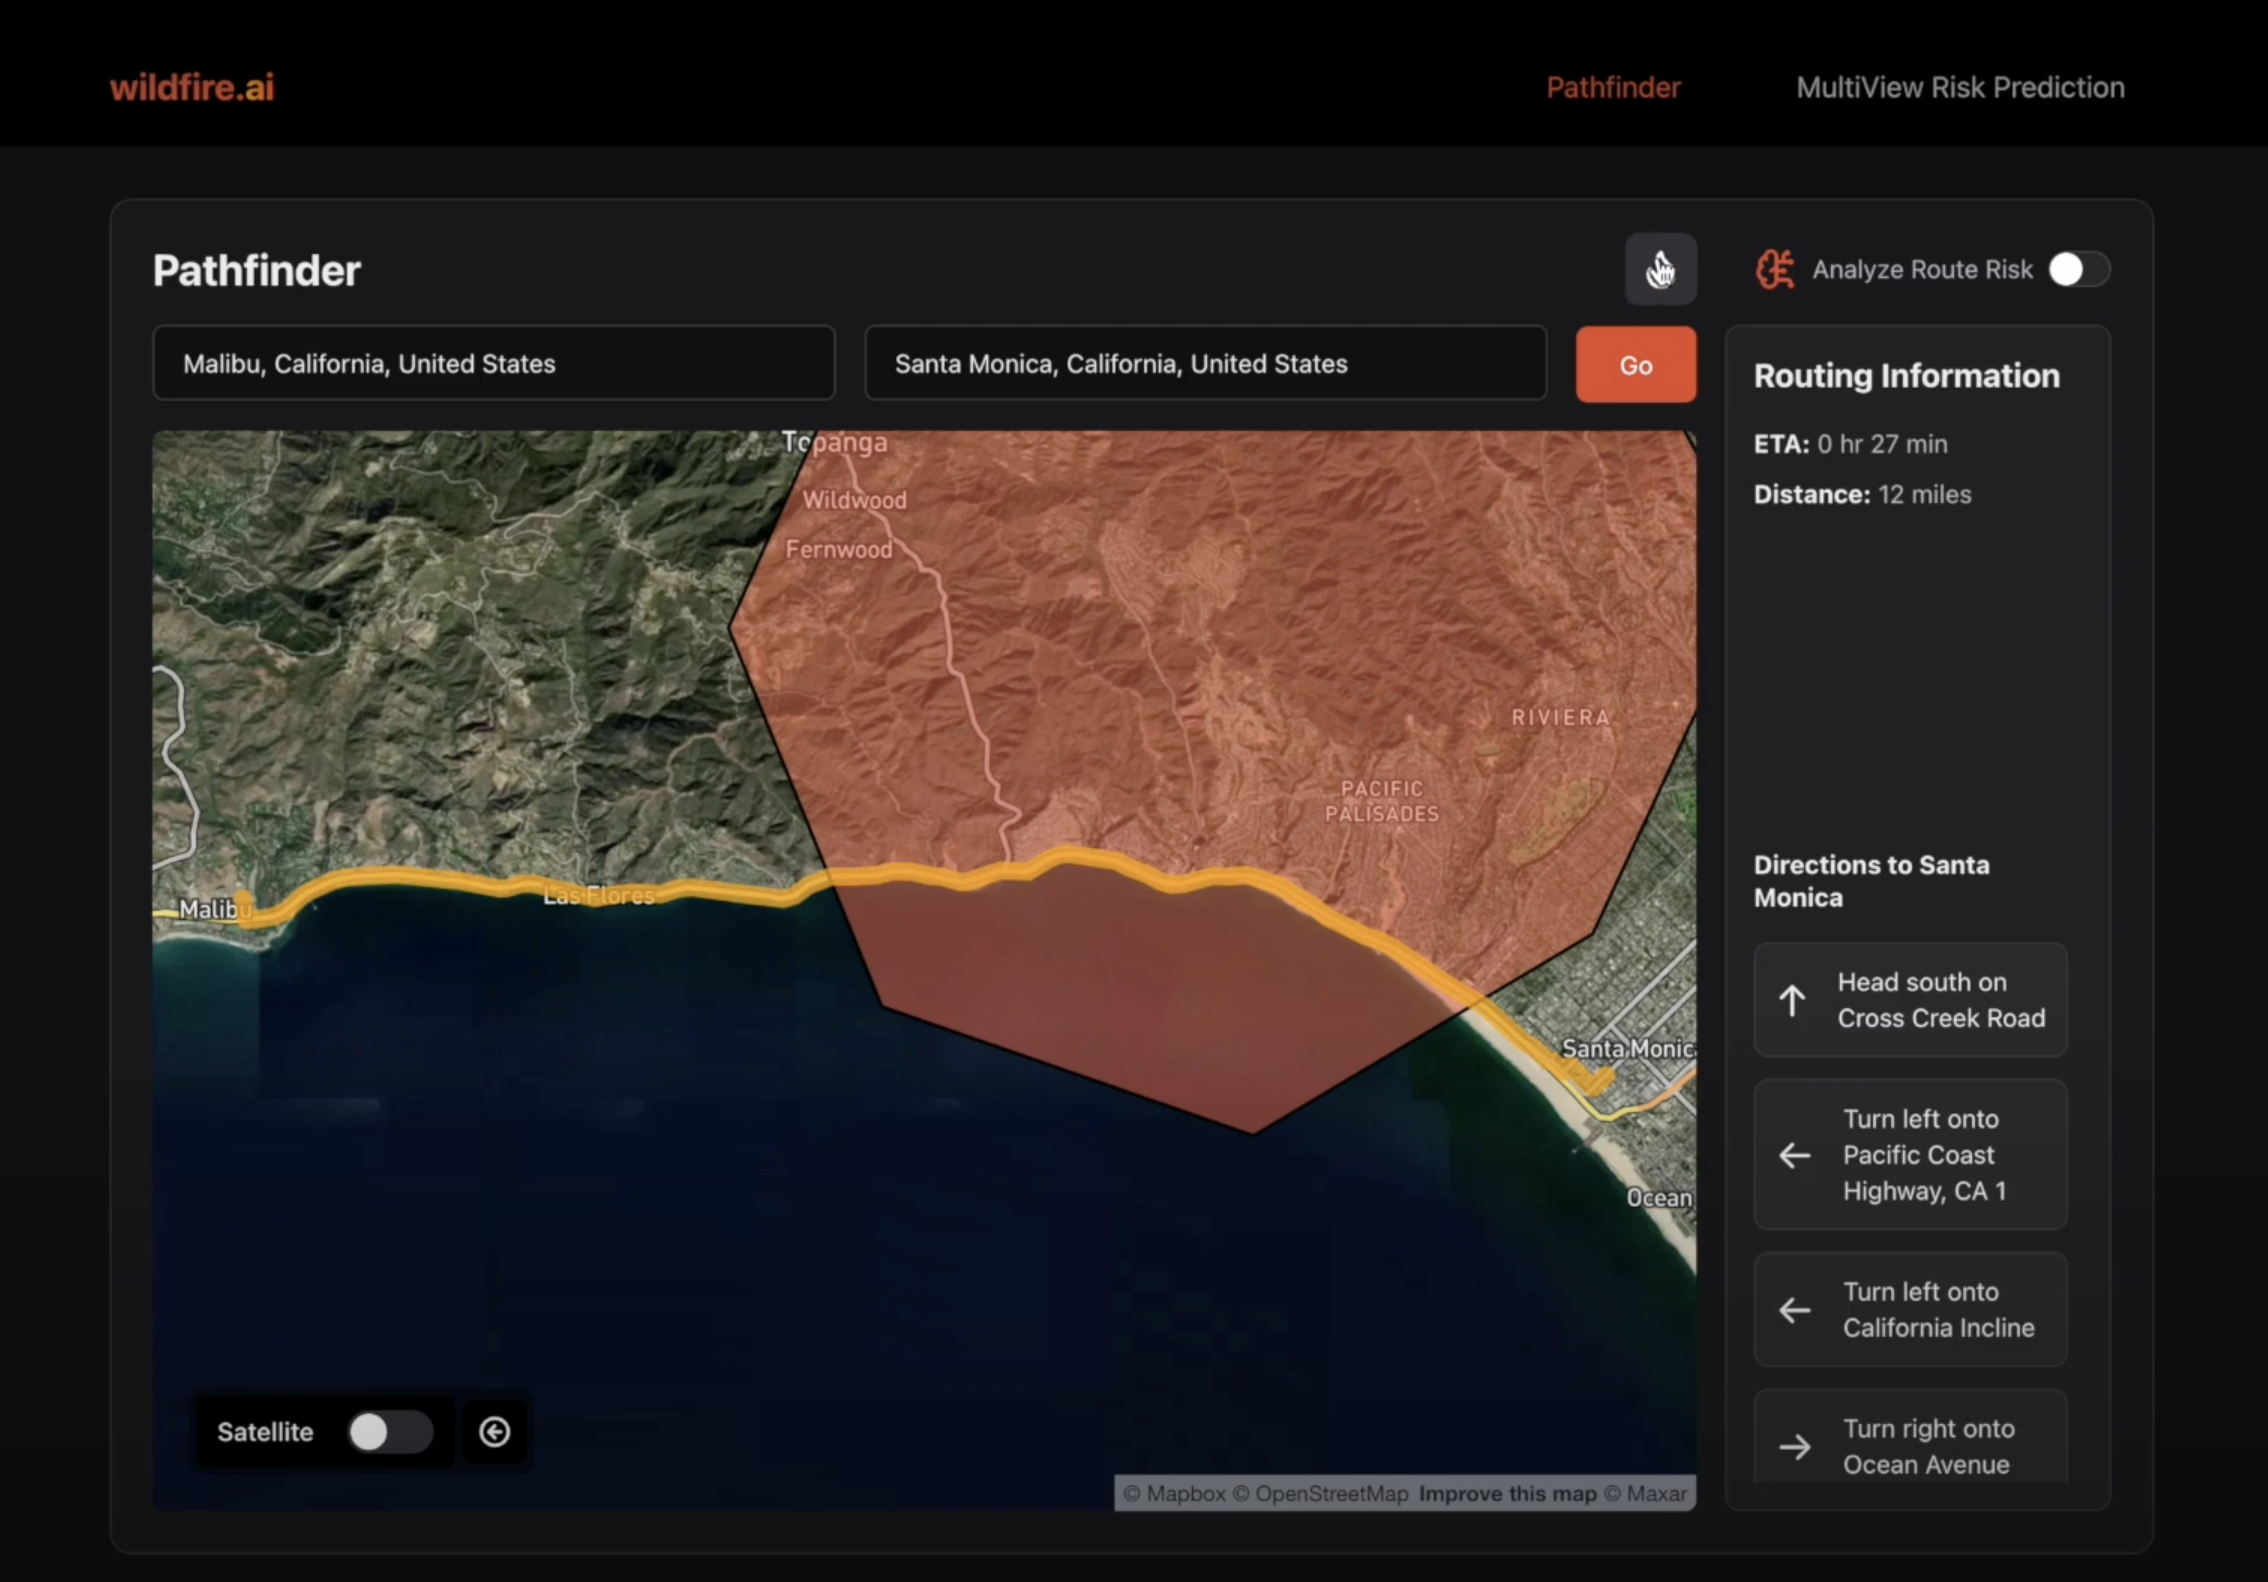 wildfire.ai
Pathfinder
MultiView Risk Prediction
Pathfinder
Analyze Route Risk
Malibu, California, United States
Santa Monica, California, United States
Go
Topanga
Wildwood
Fernwood
RIVIERA
PACIFIC
PALISADES
Malibu
Las Flores
Santa Monic
Ocean
Satellite
© Mapbox © OpenStreetMap Improve this map © Maxar
Routing Information
ETA: 0 hr 27 min
Distance: 12 miles
Directions to Santa
Monica
Head south on
Cross Creek Road
Turn left onto
Pacific Coast
Highway, CA 1
Turn left onto
California Incline
Turn right onto
Ocean Avenue